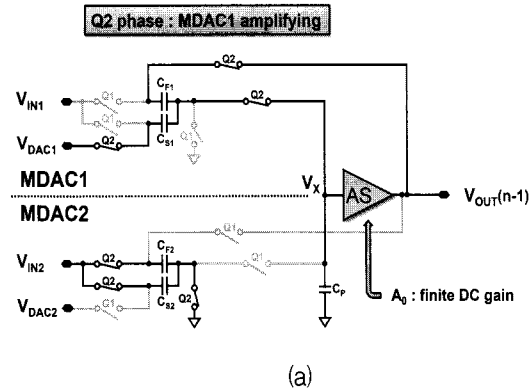 Q2 phase : MDAC1 amplifying
Q2
VIN1
Q1
CF1
Q2
Q1
CS1
Q1
VDAC1
Q2
MDAC1
VX
AS
VOUT(n-1)
MDAC2
Q1
VIN2
Q2
CF2
Q1
Q2
CS2
Q2
CP
A0 : finite DC gain
VDAC2
Q1
(a)